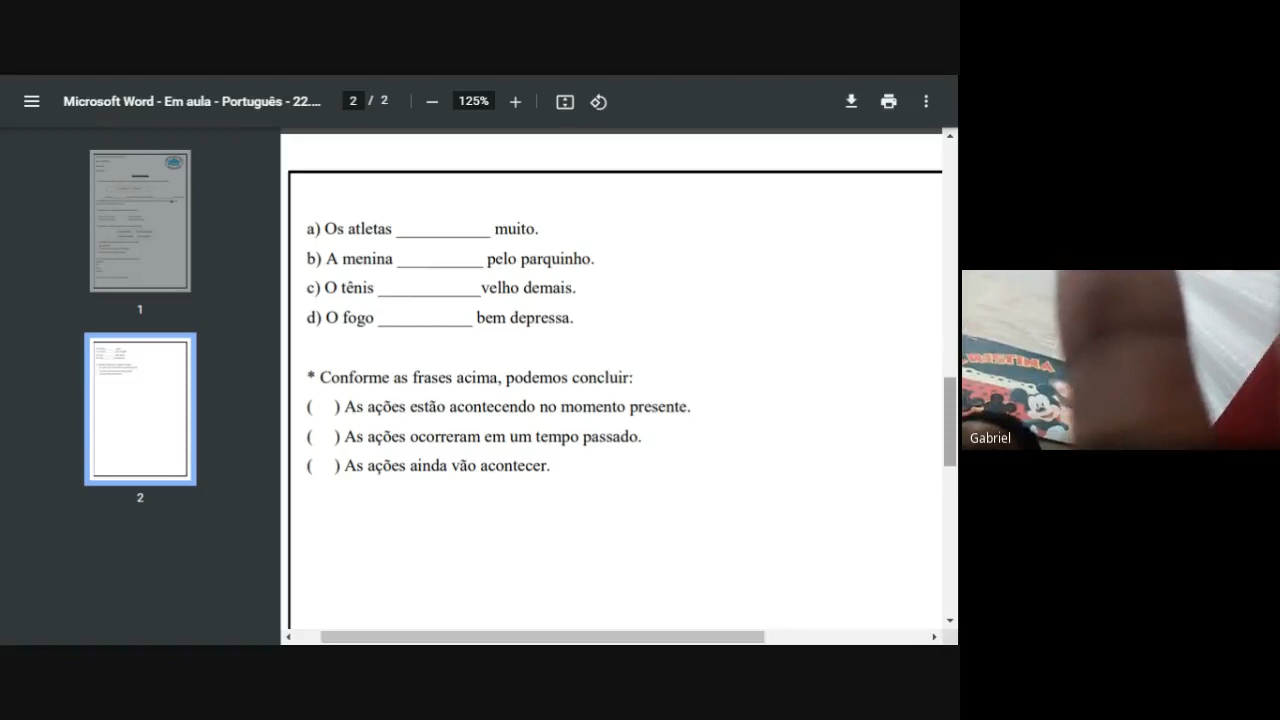 Microsoft Word - Em aula - Português - 22....
2 / 2
125%
1
2
a) Os atletas ___________ muito.
b) A menina __________ pelo parquinho.
c) O tênis ____________velho demais.
d) O fogo ___________ bem depressa.
* Conforme as frases acima, podemos concluir:
( ) As ações estão acontecendo no momento presente.
( ) As ações ocorreram em um tempo passado.
( ) As ações ainda vão acontecer.
Gabriel